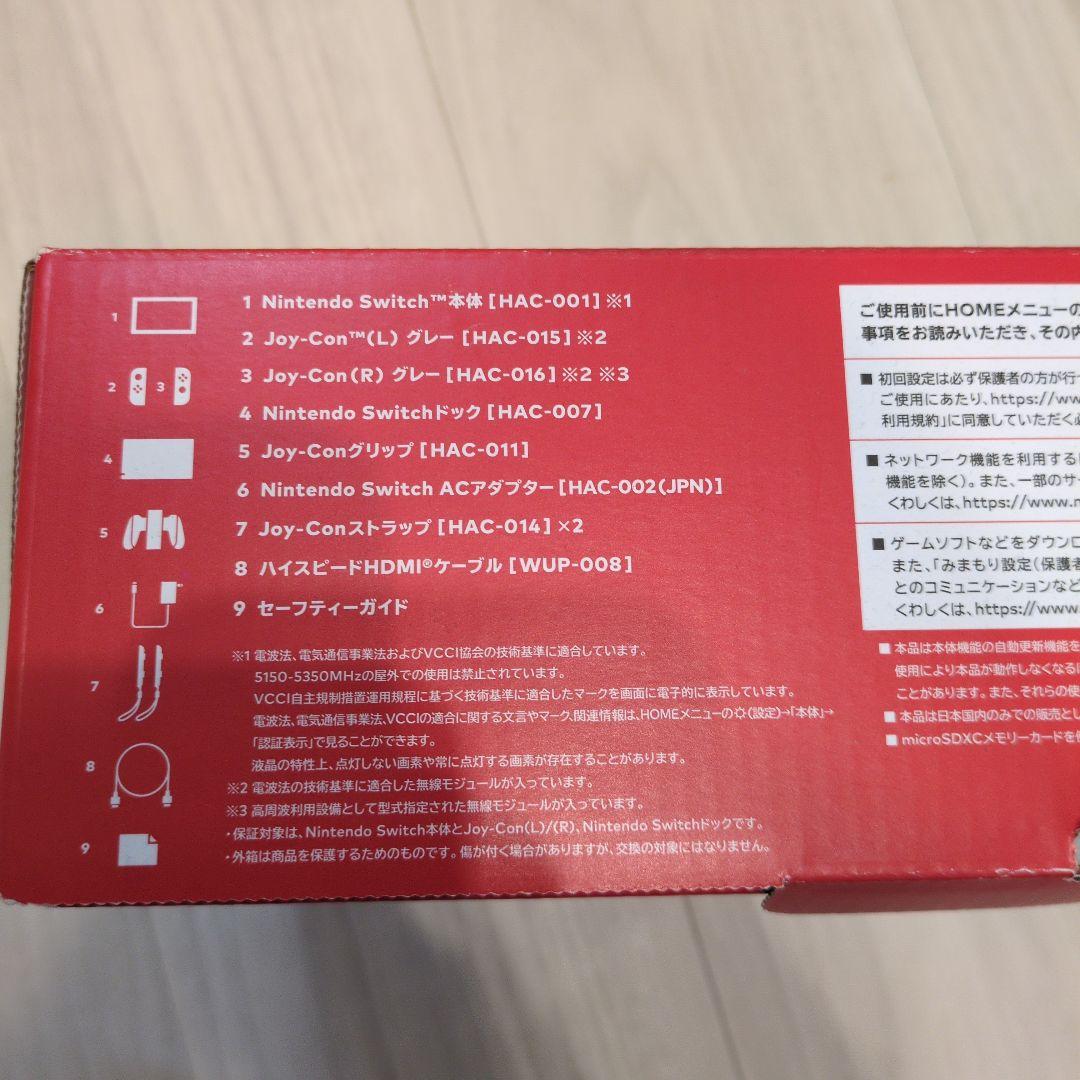 1 Nintendo Switch™本体[HAC-001]※1
2 Joy-Con™(L) グレー[HAC-015]※2
3 Joy-Con(R) グレー[HAC-016]※2 ※3
4 Nintendo Switchドック[HAC-007]
5 Joy-Conグリップ[HAC-011]
6 Nintendo Switch ACアダプター[HAC-002(JPN)]
7 Joy-Conストラップ[HAC-014]×2
8 ハイスピードHDMI®ケーブル[WUP-008]
9 セーフティーガイド
1
2
3
4
5
6
7
8
9
※1 電波法、電気通信事業法およびVCCI協会の技術基準に適合しています。
5150-5350MHzの屋外での使用は禁止されています。
VCCI自主規制措置運用規程に基づく技術基準に適合したマークを画面に電子的に表示しています。
電波法、電気通信事業法、VCCIの適合に関する文言やマーク関連情報は、HOMEメニューの(設定)→「本体」→
「認証表示」で見ることができます。
液晶の特性上、点灯しない画素や常に点灯する画素が存在することがあります。
※2 電波法の技術基準に適合した無線モジュールが入っています。
※3 高周波利用設備として型式指定された無線モジュールが入っています。
・保証対象は、Nintendo Switch本体とJoy-Con(L)/(R)、Nintendo Switchドックです。
・外箱は商品を保護するためのものです。傷が付く場合がありますが、交換の対象にはなりません。
ご使用前にHOMEメニューの
事項をお読みいただき、その内
■ 初回設定は必ず保護者の方が行っ
ご使用にあたり、https://ww
利用規約」に同意していただく必
■ ネットワーク機能を利用する
機能を除く)。また、一部のサー
くわしくは、https://www.n
■ ゲームソフトなどをダウンロ
また、「みまもり設定(保護者
とのコミュニケーションなど
くわしくは、https://www
■ 本品は本体機能の自動更新機能を
使用により本品が動作しなくなる
ことがあります。また、それらの使
■ 本品は日本国内のみでの販売とし
■ microSDXCメモリーカードを使